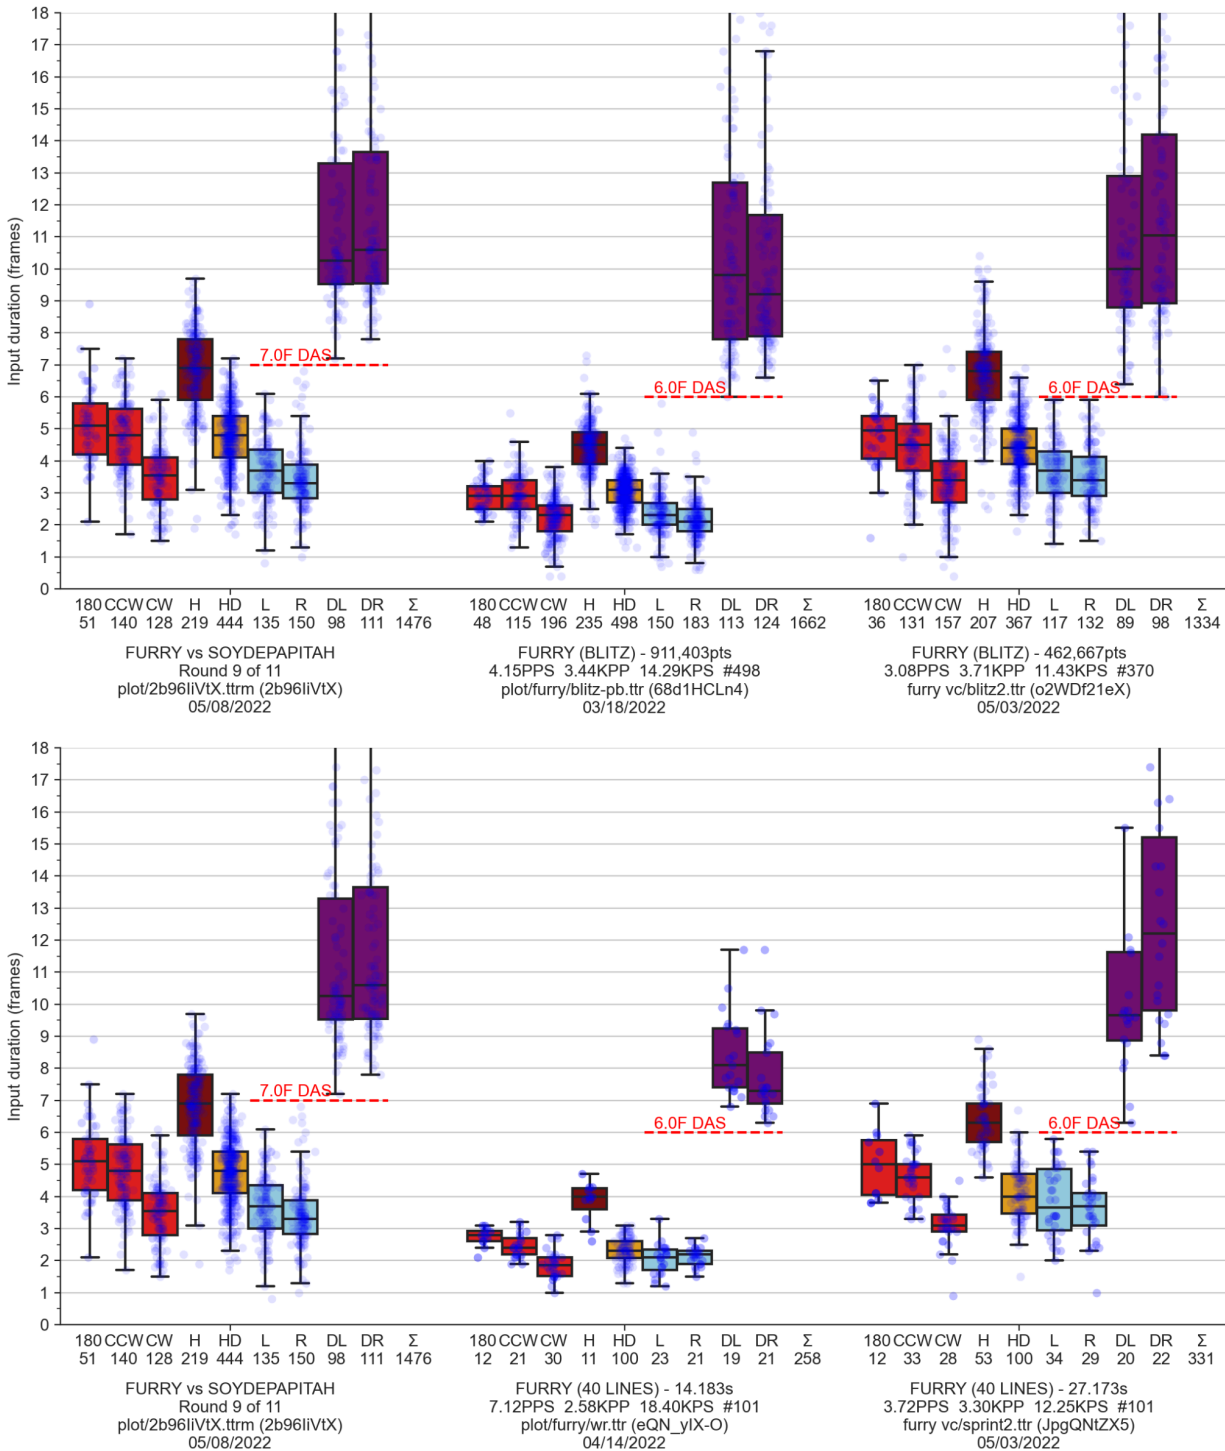 18
17
16
15
14
13
12
11
10
9
8
7
6
5
4
3
2
1
0
Input duration (frames)
7.0F DAS
6.0F DAS
6.0F DAS
180 CCW CW H HD L R DL DR Σ
51 140 128 219 444 135 150 98 111 1476
FURRY vs SOYDEPAPITAH
Round 9 of 11
plot/2b96IiVtX.ttrm (2b96IiVtX)
05/08/2022
180 CCW CW H HD L R DL DR Σ
48 115 196 235 498 150 183 113 124 1662
FURRY (BLITZ) - 911,403pts
4.15PPS 3.44KPP 14.29KPS #498
plot/furry/blitz-pb.ttr (68d1HCLn4)
03/18/2022
180 CCW CW H HD L R DL DR Σ
36 131 157 207 367 117 132 89 98 1334
FURRY (BLITZ) - 462,667pts
3.08PPS 3.71KPP 11.43KPS #370
furry vc/blitz2.ttr (o2WDf21eX)
05/03/2022
18
17
16
15
14
13
12
11
10
9
8
7
6
5
4
3
2
1
0
Input duration (frames)
7.0F DAS
6.0F DAS
6.0F DAS
180 CCW CW H HD L R DL DR Σ
51 140 128 219 444 135 150 98 111 1476
FURRY vs SOYDEPAPITAH
Round 9 of 11
plot/2b96IiVtX.ttrm (2b96IiVtX)
05/08/2022
180 CCW CW H HD L R DL DR Σ
12 21 30 11 100 23 21 19 21 258
FURRY (40 LINES) - 14.183s
7.12PPS 2.58KPP 18.40KPS #101
plot/furry/wr.ttr (eQN_yIX-O)
04/14/2022
180 CCW CW H HD L R DL DR Σ
12 33 28 53 100 34 29 20 22 331
FURRY (40 LINES) - 27.173s
3.72PPS 3.30KPP 12.25KPS #101
furry vc/sprint2.ttr (JpgQNtZX5)
05/03/2022